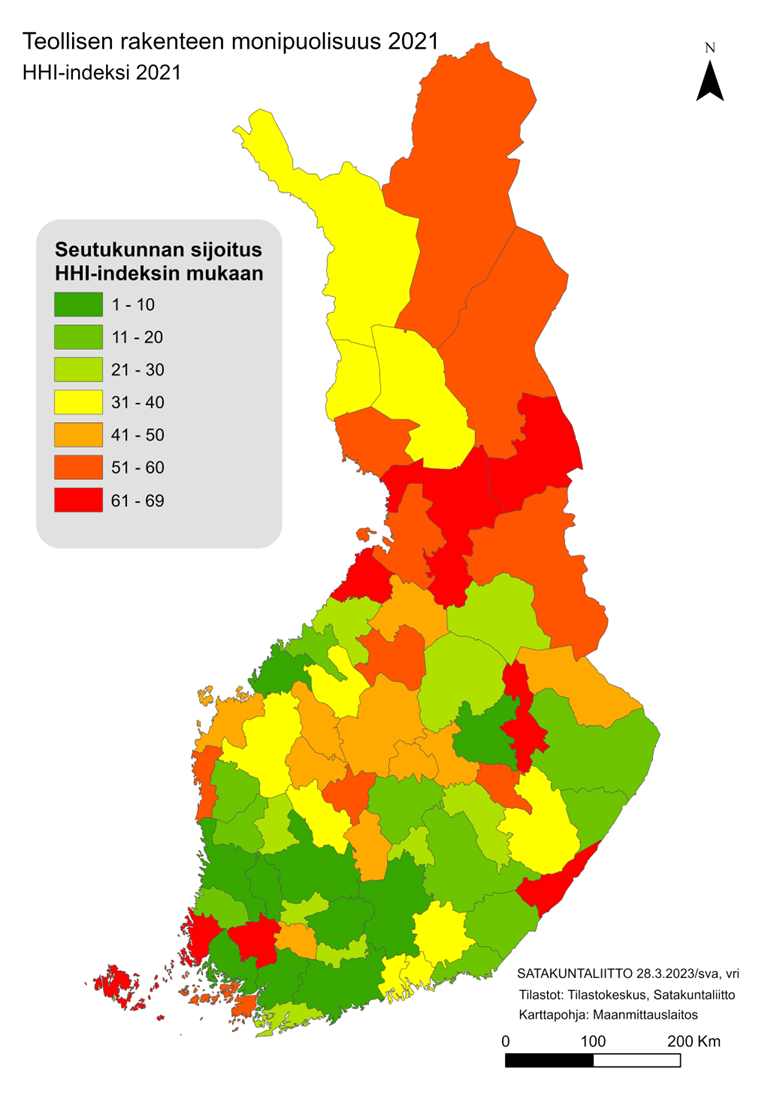 Teollisen rakenteen monipuolisuus 2021
HHI-indeksi 2021
N
Seutukunnan sijoitus
HHI-indeksin mukaan
1 - 10
11 - 20
21 - 30
31 - 40
41 - 50
51 - 60
61 - 69
SATAKUNTALIITTO 28.3.2023/sva, vri
Tilastot: Tilastokeskus, Satakuntaliitto
Karttapohja: Maanmittauslaitos
0 100 200 Km